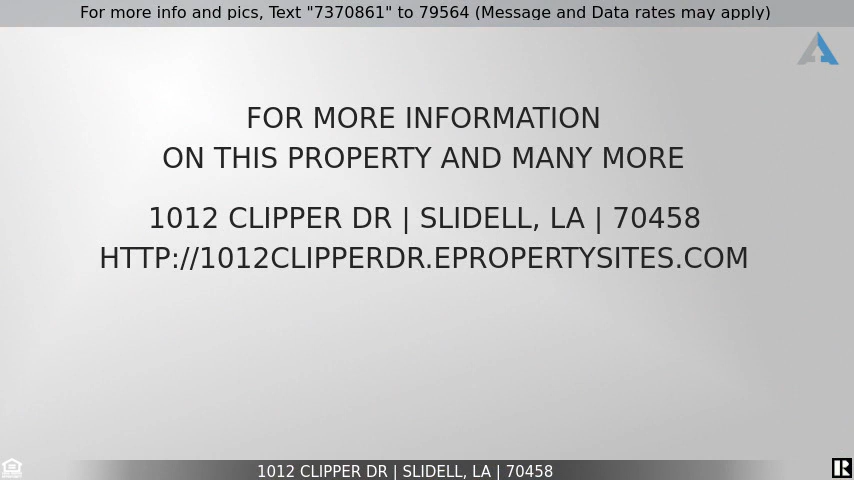 For more info and pics, Text "7370861" to 79564 (Message and Data rates may apply)
FOR MORE INFORMATION
ON THIS PROPERTY AND MANY MORE
1012 CLIPPER DR | SLIDELL, LA | 70458
HTTP://1012CLIPPERDR.EPROPERTYSITES.COM
1012 CLIPPER DR | SLIDELL, LA | 70458